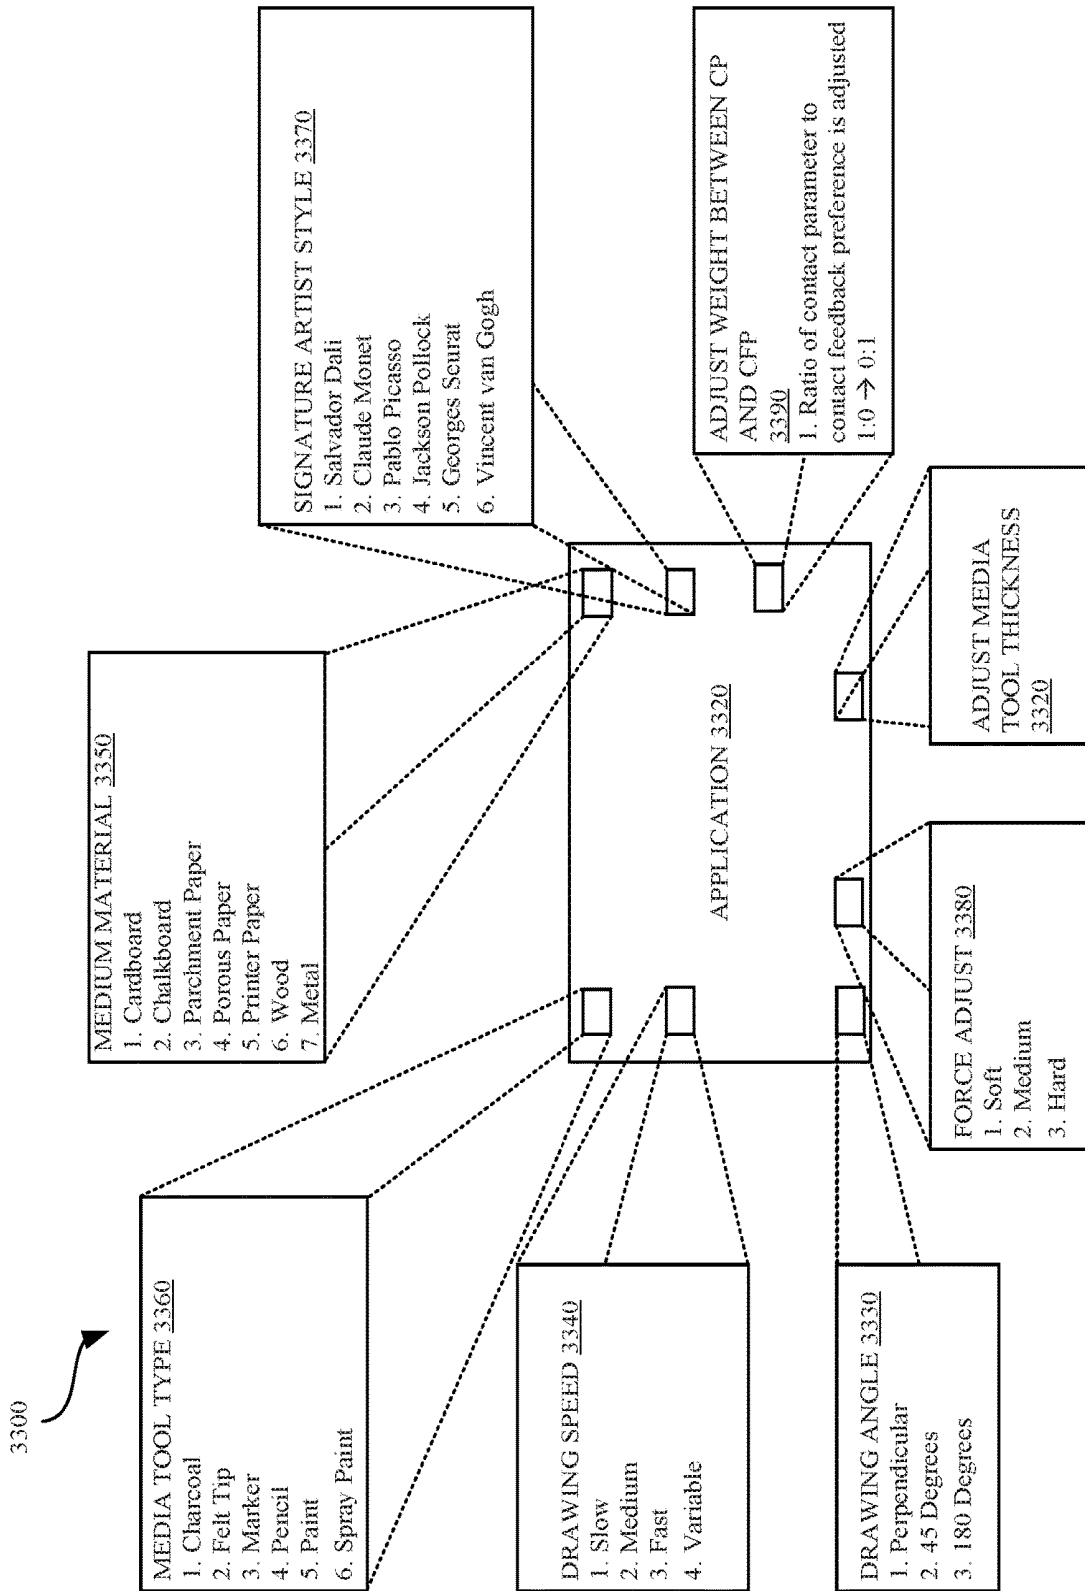 3300
MEDIA TOOL TYPE 3360
1. Charcoal
2. Felt Tip
3. Marker
4. Pencil
5. Paint
6. Spray Paint
MEDIUM MATERIAL 3350
1. Cardboard
2. Chalkboard
3. Parchment Paper
4. Porous Paper
5. Printer Paper
6. Wood
7. Metal
SIGNATURE ARTIST STYLE 3370
1. Salvador Dali
2. Claude Monet
3. Pablo Picasso
4. Jackson Pollock
5. Georges Seurat
6. Vincent van Gogh
DRAWING SPEED 3340
1. Slow
2. Medium
3. Fast
4. Variable
APPLICATION 3320
ADJUST WEIGHT BETWEEN CP
AND CFP
3390
1. Ratio of contact parameter to
contact feedback preference is adjusted
1:0 → 0:1
DRAWING ANGLE 3330
1. Perpendicular
2. 45 Degrees
3. 180 Degrees
FORCE ADJUST 3380
1. Soft
2. Medium
3. Hard
ADJUST MEDIA
TOOL THICKNESS
3320